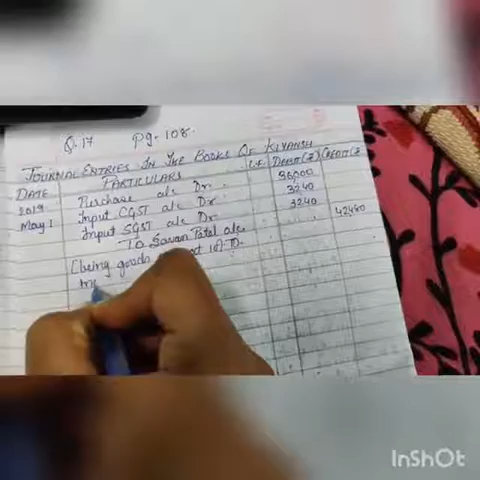 Q.17 Pg-108.
JOURNAL ENTRIES IN THE BOOKS OF KIYANSH
DATE PARTICULARS L.F. DEBIT(₹) CREDIT(₹)
2019 Purchase a/c Dr. 36000
May 1 Input CGST a/c Dr. 3240
Input SGST a/c Dr. 3240
To Savan Patel a/c 42480
[being goods
InShOt